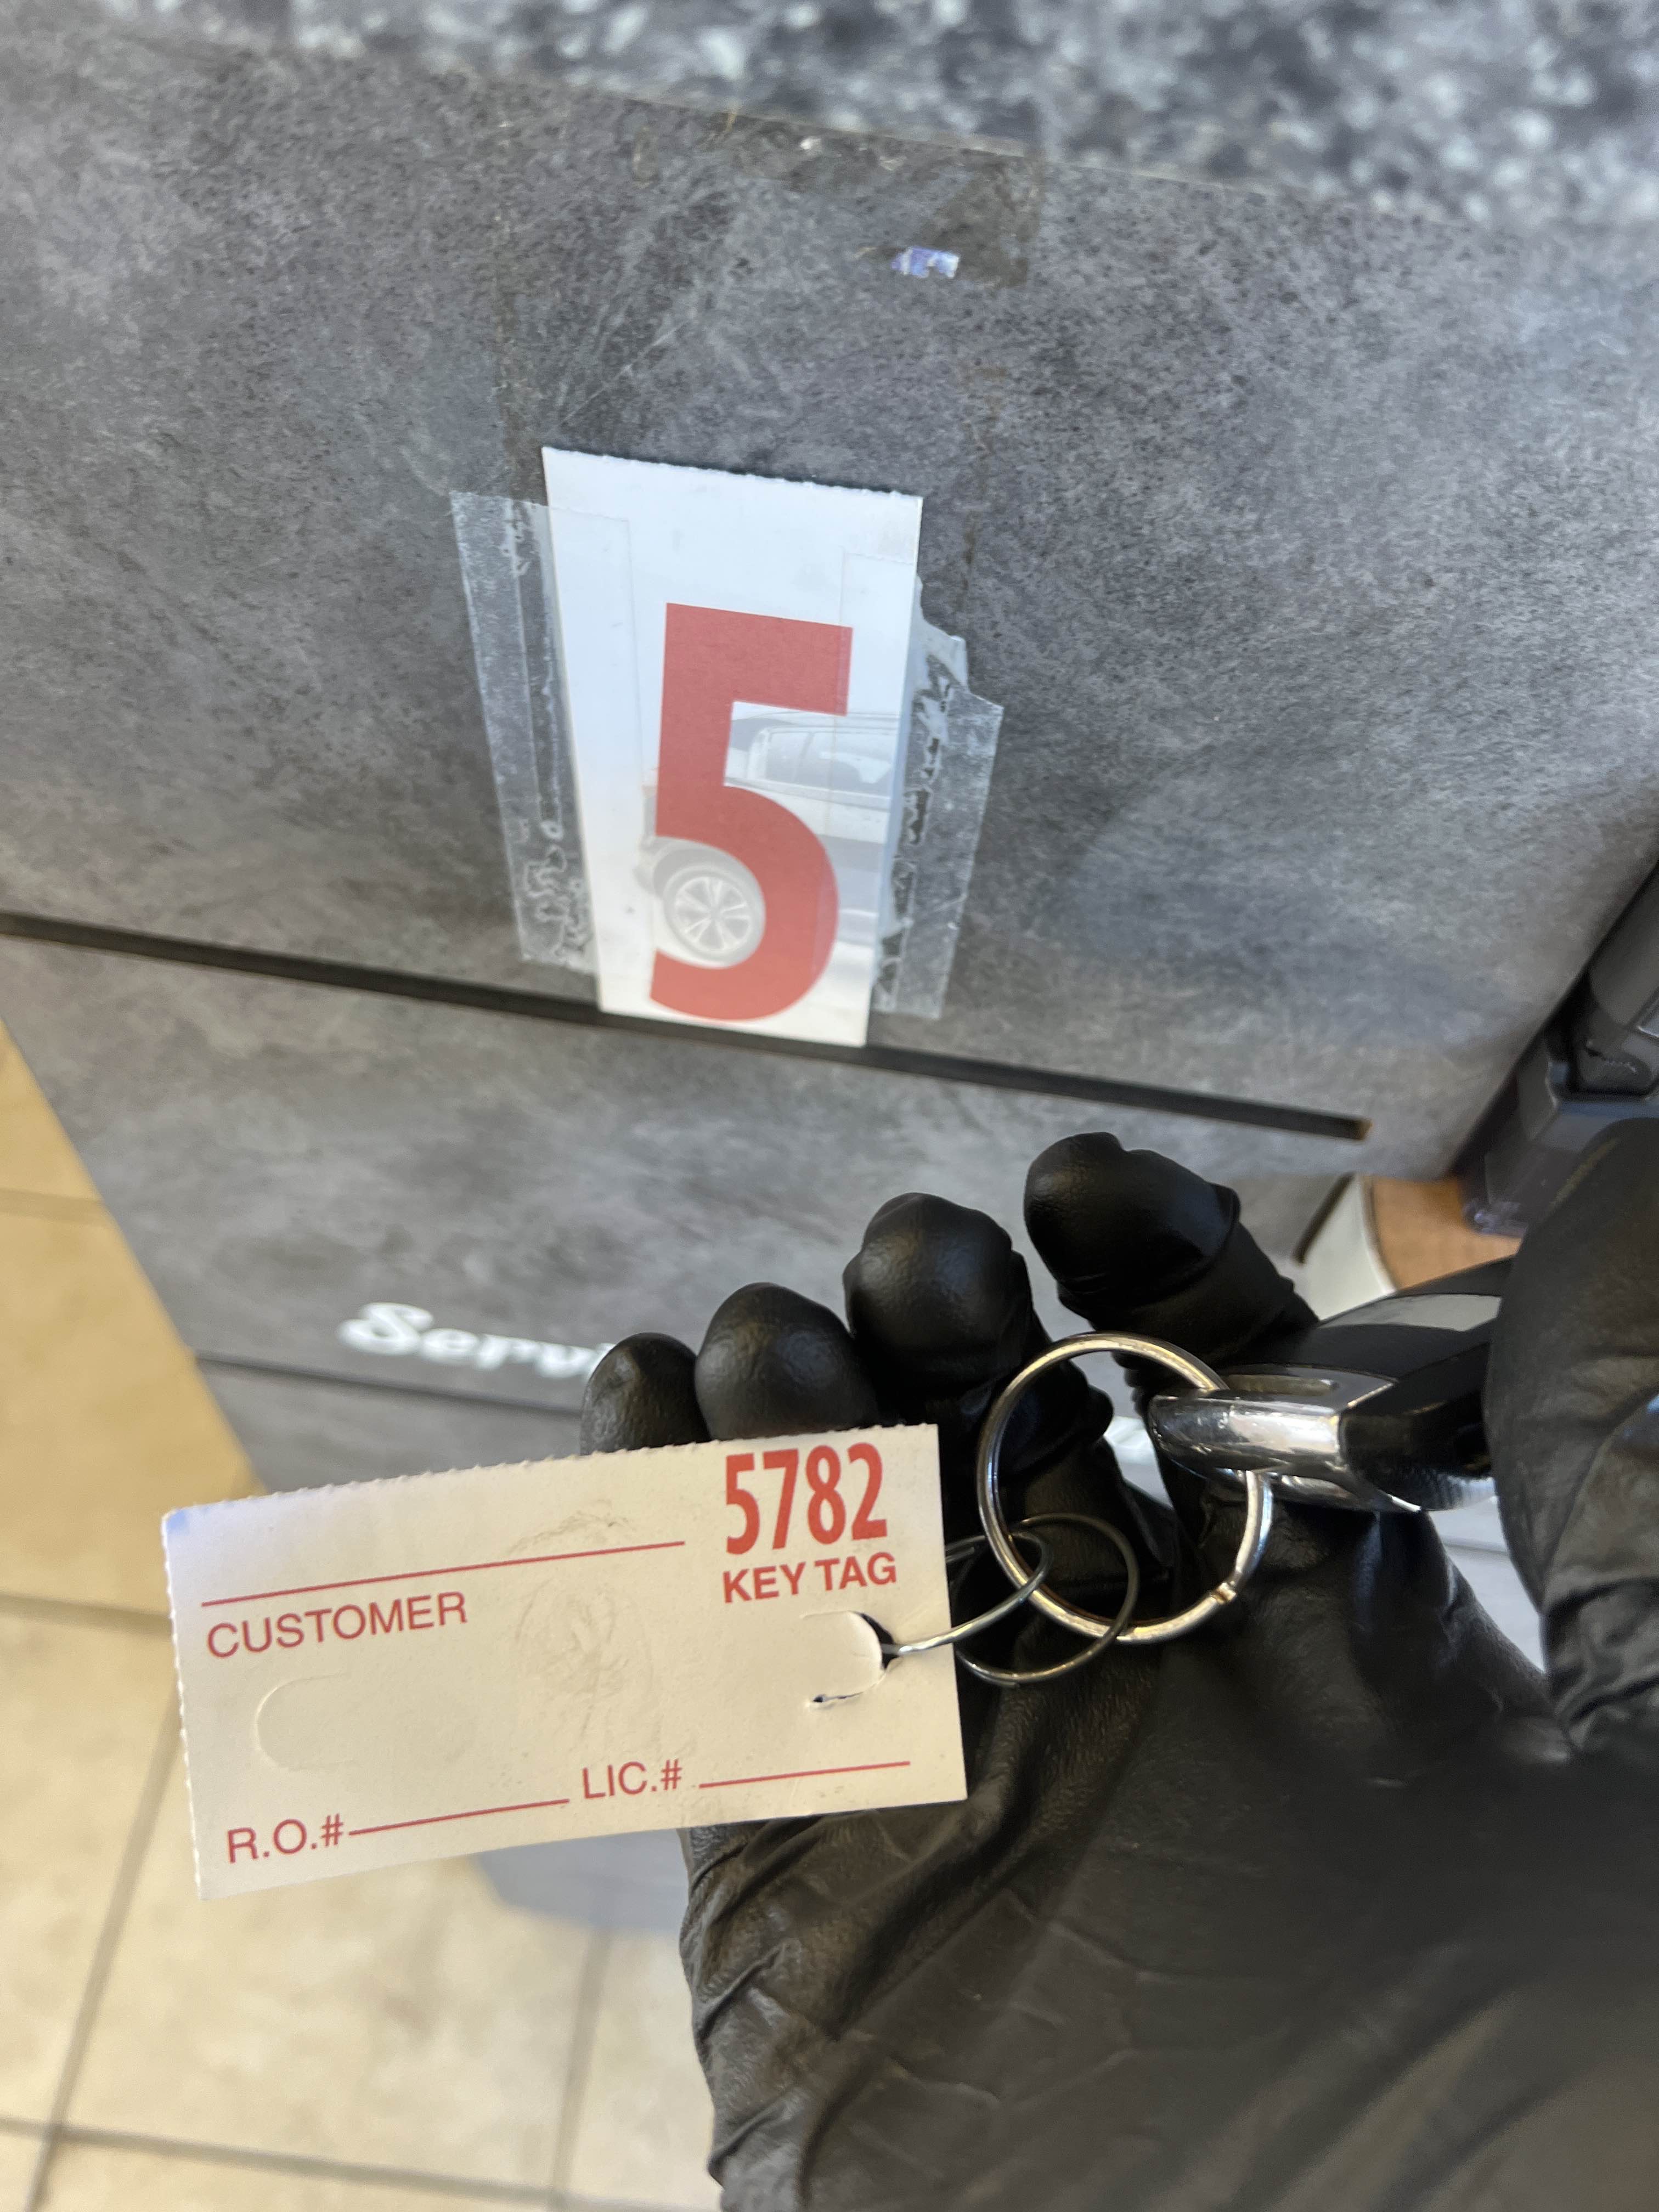 5
5782
KEY TAG
CUSTOMER
R.O.#
LIC.#